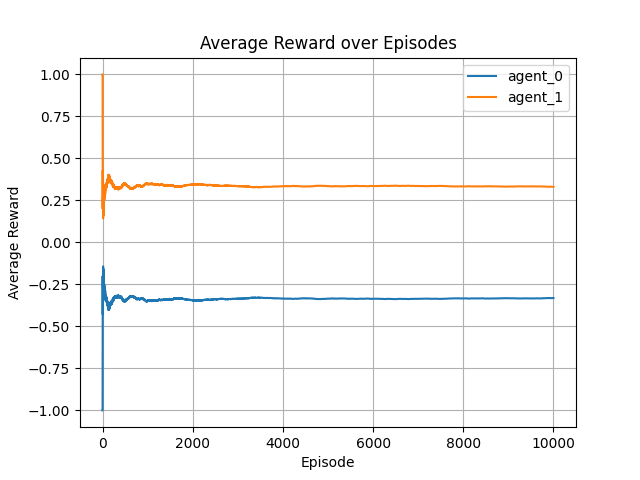 Average Reward over Episodes
agent_0
agent_1
1.00
0.75
0.50
0.25
0.00
−0.25
−0.50
−0.75
−1.00
Average Reward
0 2000 4000 6000 8000 10000
Episode